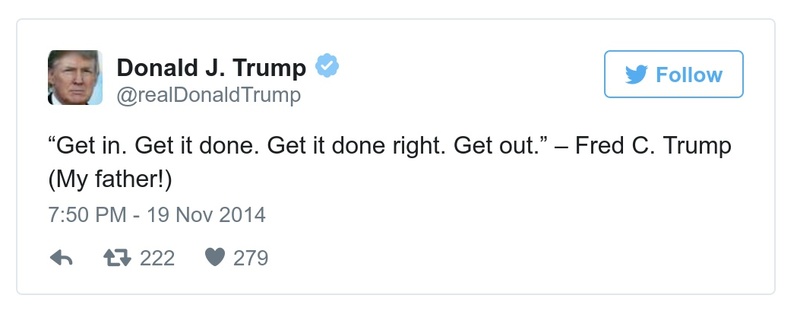 Donald J. Trump
@realDonaldTrump
Follow
“Get in. Get it done. Get it done right. Get out.” – Fred C. Trump
(My father!)
7:50 PM - 19 Nov 2014
222 279